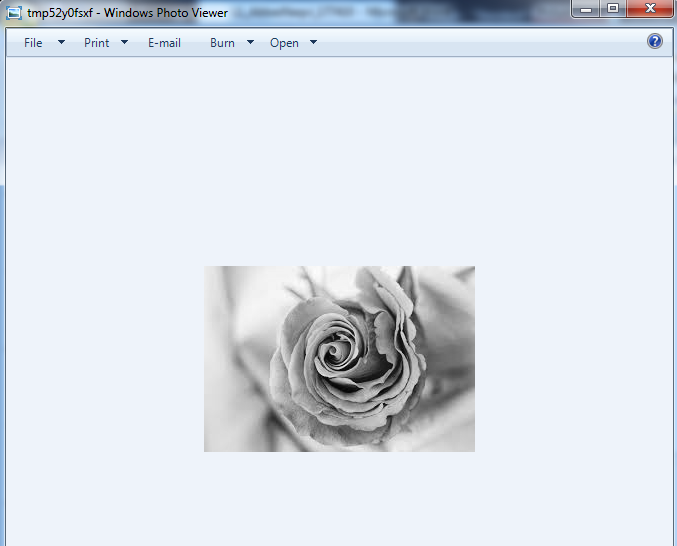 tmp52y0fsxf - Windows Photo Viewer
File Print E-mail Burn Open ?